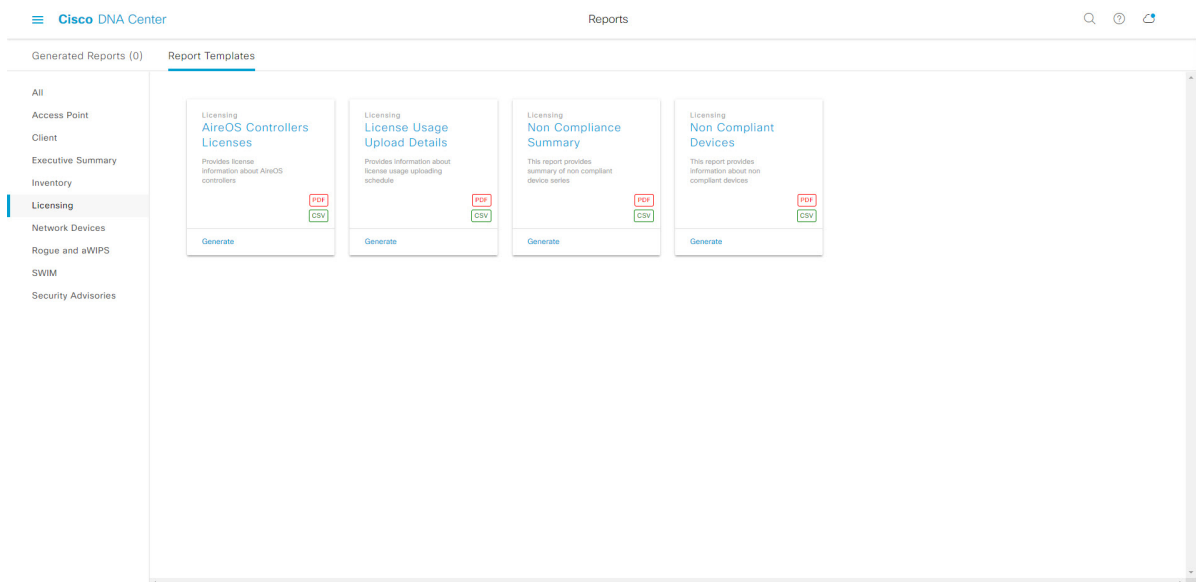 Cisco DNA Center
Reports
Generated Reports (0)
Report Templates
All
Access Point
Client
Executive Summary
Inventory
Licensing
Network Devices
Rogue and aWIPS
SWIM
Security Advisories
Licensing
AireOS Controllers
Licenses
Provides license
information about AireOS
controllers
PDF
CSV
Generate
Licensing
License Usage
Upload Details
Provides information about
license usage uploading
schedule
PDF
CSV
Generate
Licensing
Non Compliance
Summary
This report provides
summary of non compliant
device series
PDF
CSV
Generate
Licensing
Non Compliant
Devices
This report provides
information about non
compliant devices
PDF
CSV
Generate